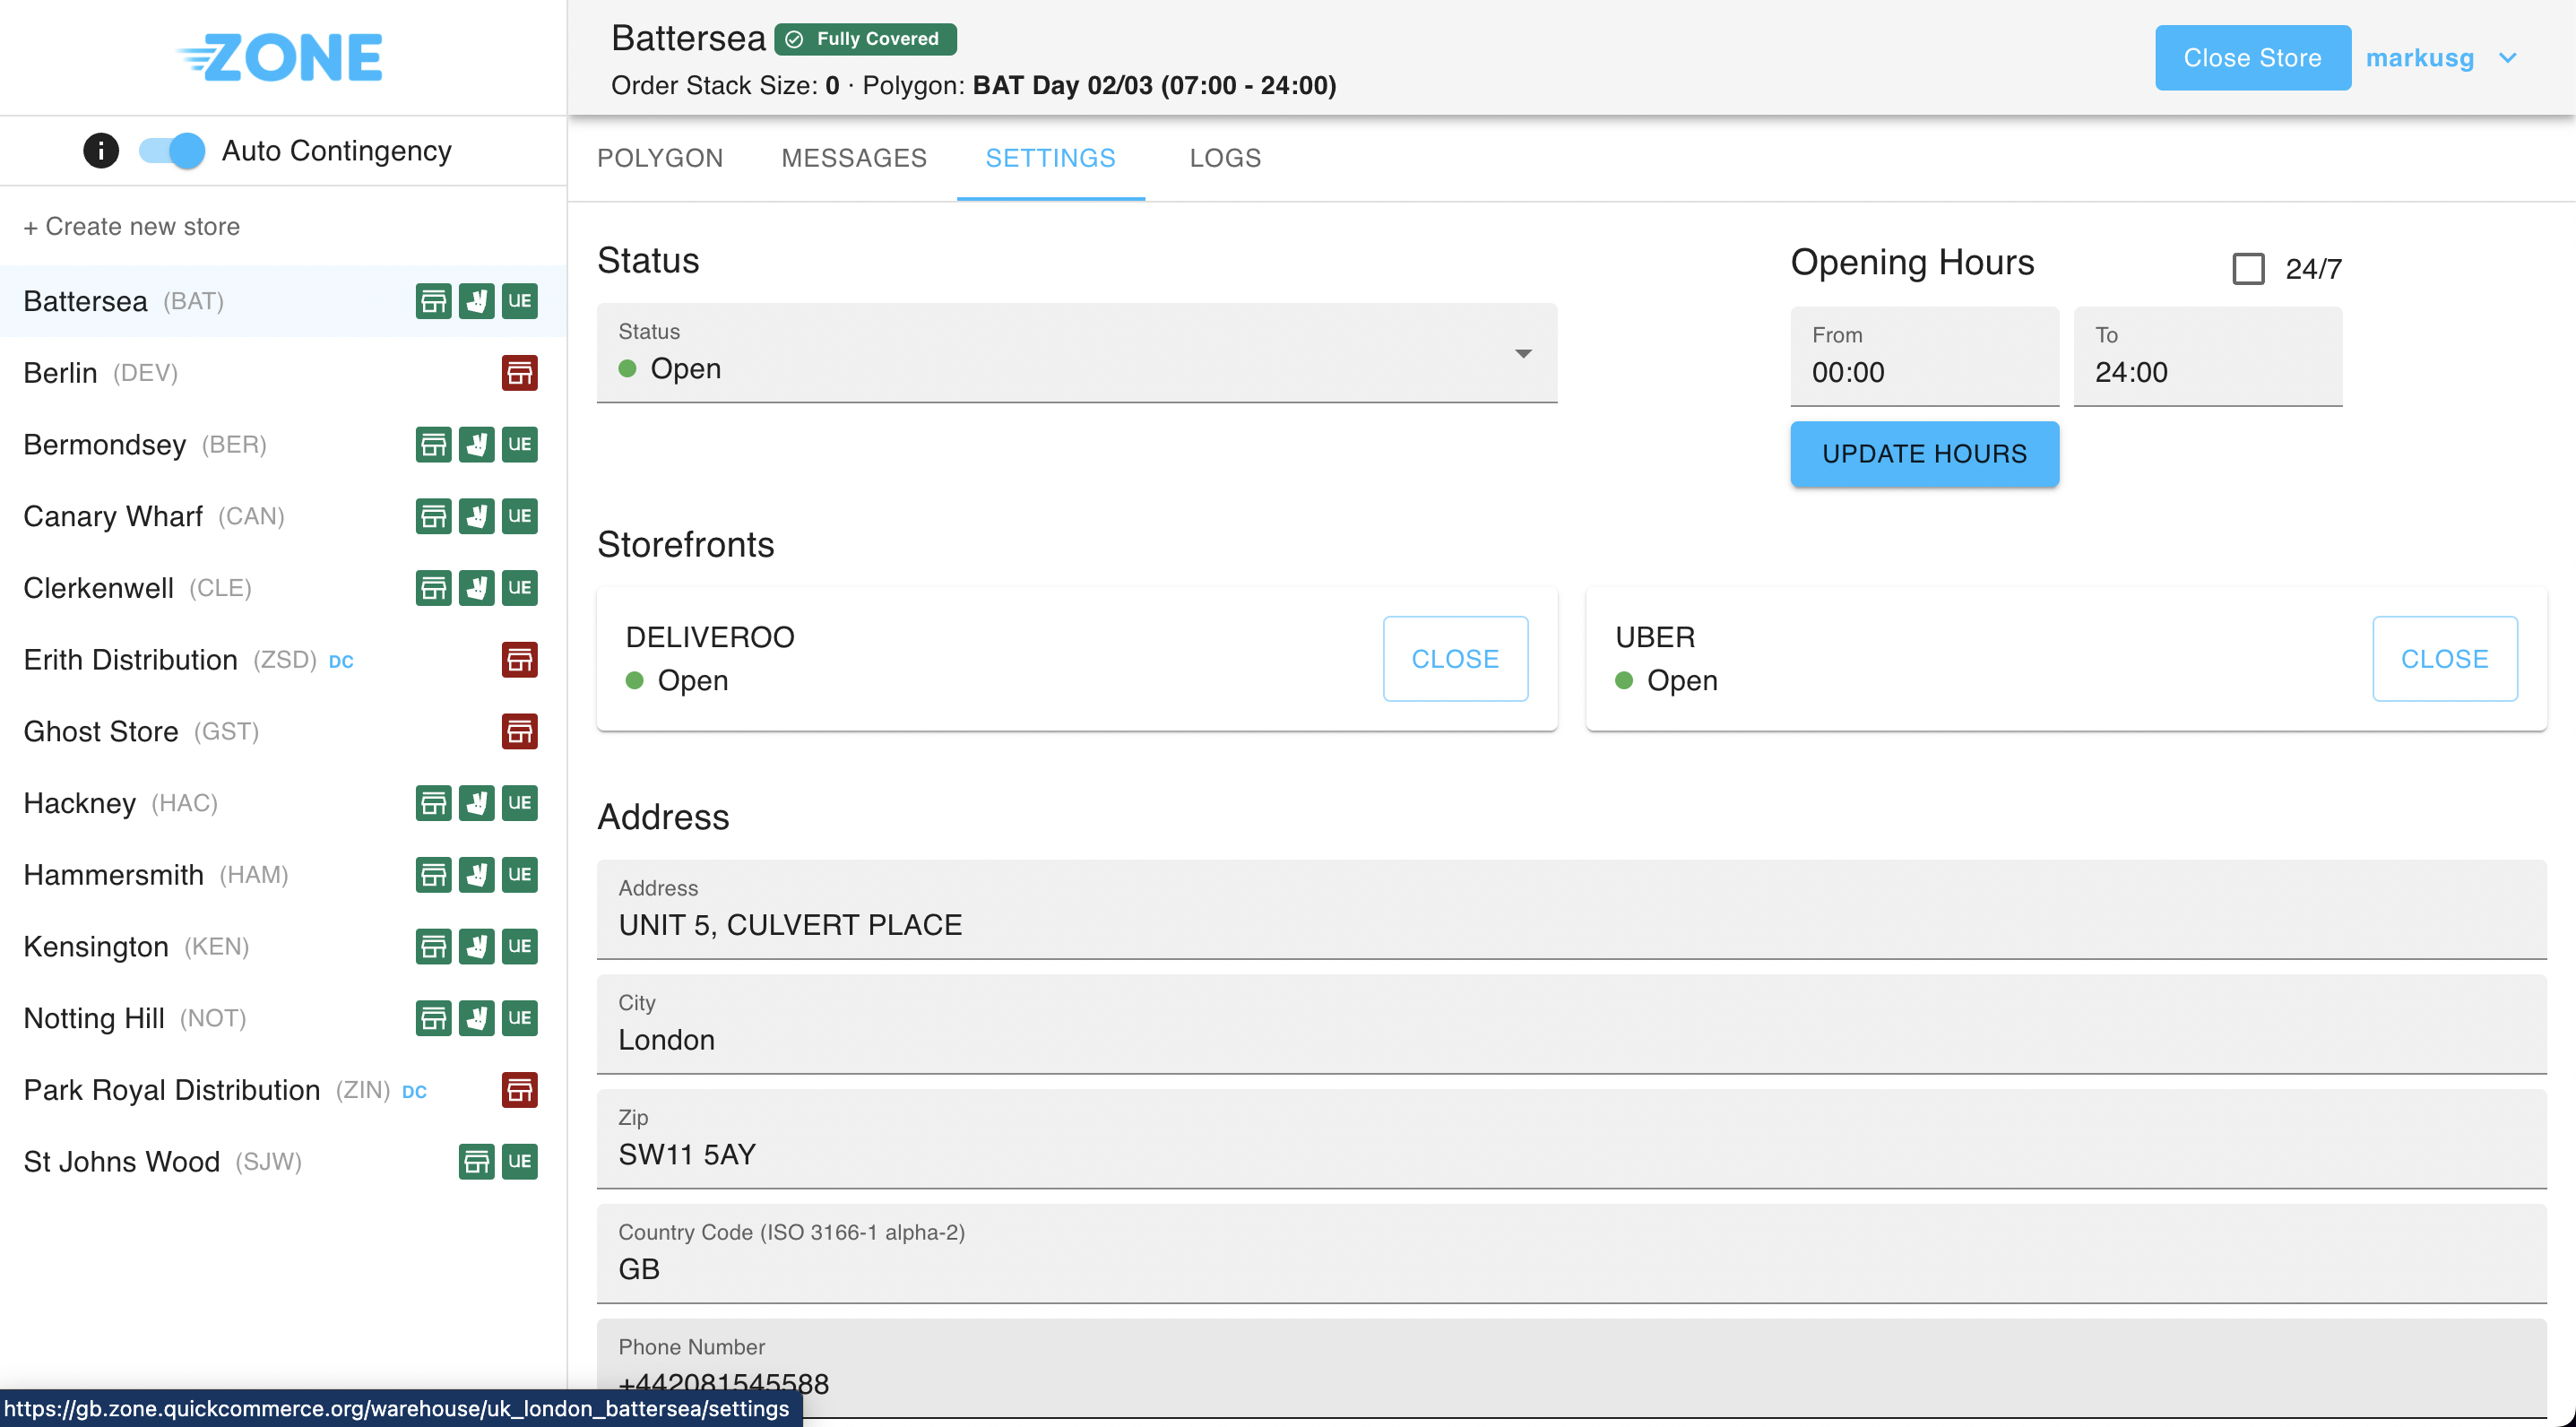 ZONE
Auto Contingency
+ Create new store
Battersea (BAT) UE
Berlin (DEV)
Bermondsey (BER) UE
Canary Wharf (CAN) UE
Clerkenwell (CLE) UE
Erith Distribution (ZSD) DC
Ghost Store (GST)
Hackney (HAC) UE
Hammersmith (HAM) UE
Kensington (KEN) UE
Notting Hill (NOT) UE
Park Royal Distribution (ZIN) DC
St Johns Wood (SJW) UE
https://gb.zone.quickcommerce.org/warehouse/uk_london_battersea/settings
Battersea Fully Covered
Order Stack Size: 0 · Polygon: BAT Day 02/03 (07:00 - 24:00)
Close Store markusg
POLYGON MESSAGES SETTINGS LOGS
Status
Status
Open
Opening Hours 24/7
From
00:00
To
24:00
UPDATE HOURS
Storefronts
DELIVEROO
Open
CLOSE
UBER
Open
CLOSE
Address
Address
UNIT 5, CULVERT PLACE
City
London
Zip
SW11 5AY
Country Code (ISO 3166-1 alpha-2)
GB
Phone Number
+442081545588